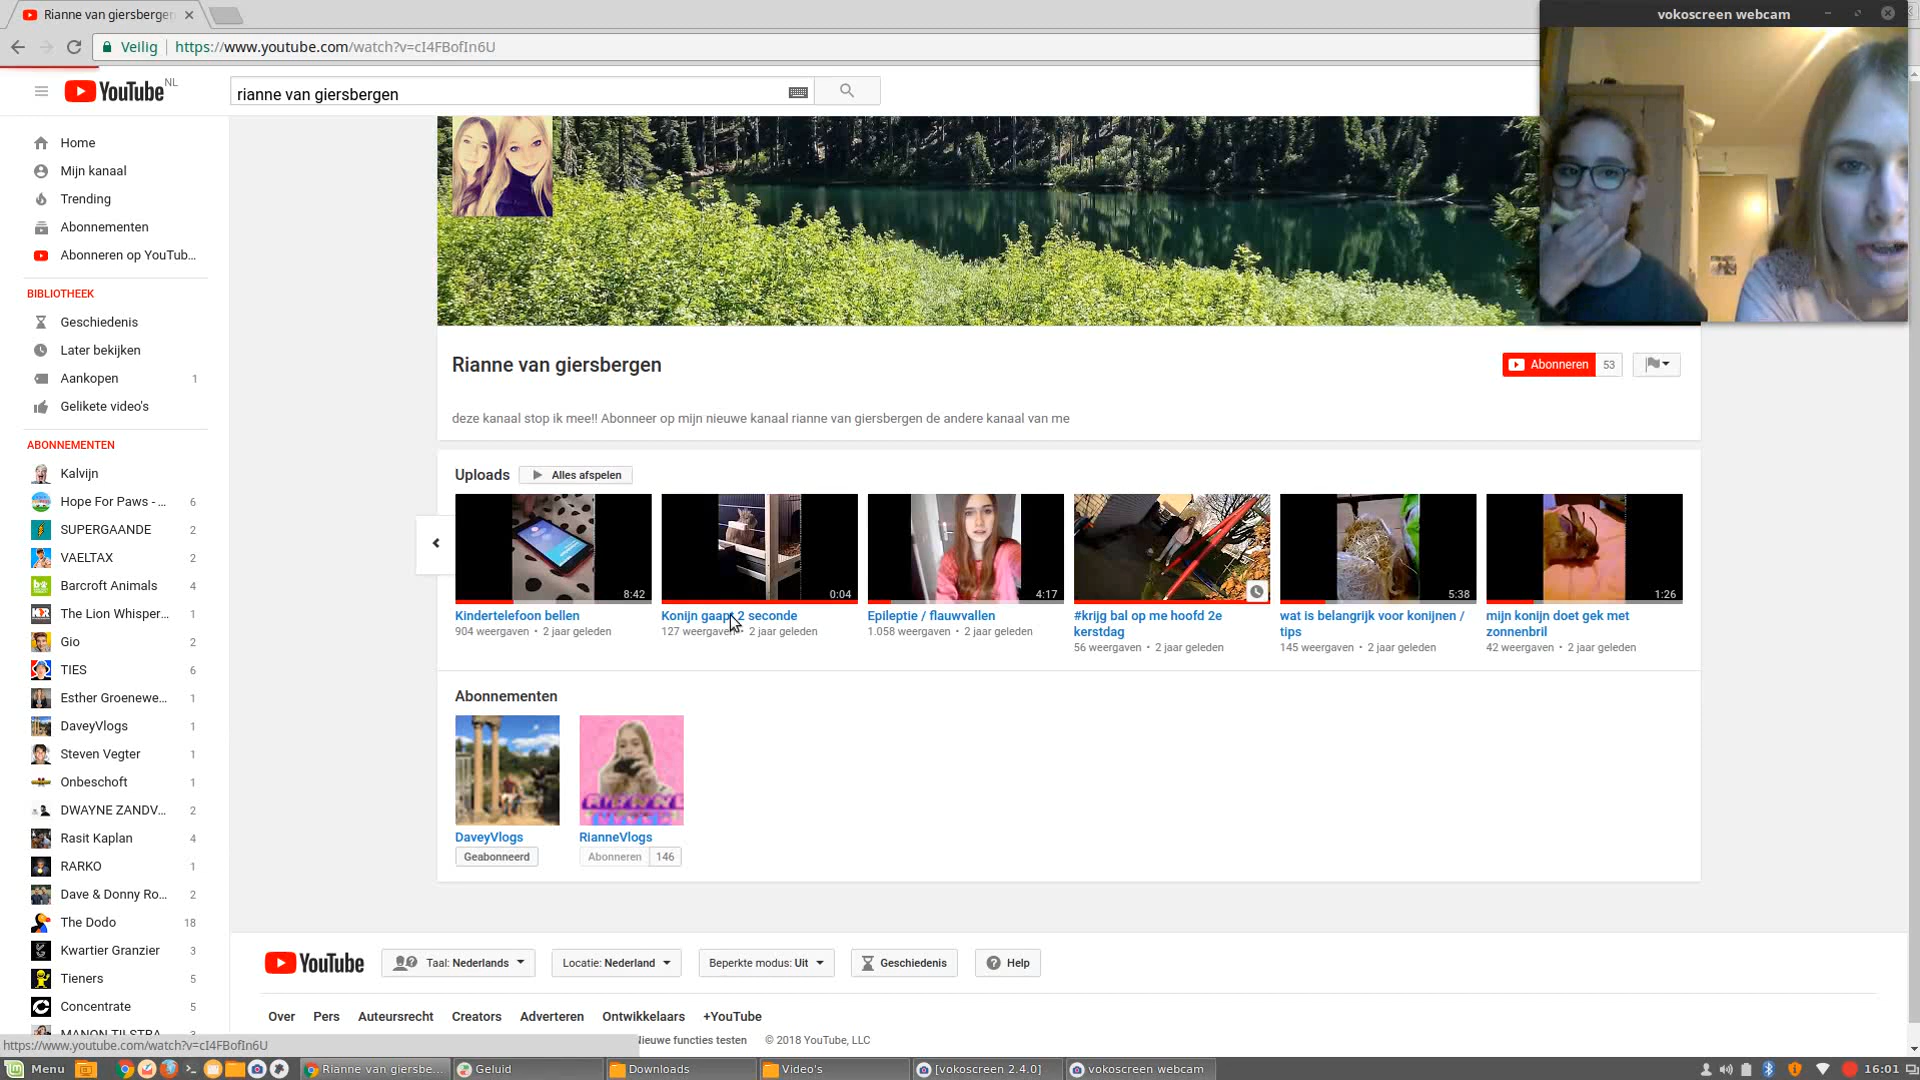 Rianne van giersbergen
vokoscreen webcam
Veilig
https://www.youtube.com/watch?v=cI4FBofIn6U
YouTube NL
rianne van giersbergen
Home
Mijn kanaal
Trending
Abonnementen
Abonneren op YouTub...
BIBLIOTHEEK
Geschiedenis
Later bekijken
Aankopen 1
Gelikete video's
ABONNEMENTEN
Kalvijn
Hope For Paws - ... 6
SUPERGAANDE 2
VAELTAX 2
Barcroft Animals 4
The Lion Whisper... 1
Gio 2
TIES 6
Esther Groenewe... 1
DaveyVlogs 1
Steven Vegter 1
Onbeschoft 1
DWAYNE ZANDV... 2
Rasit Kaplan 4
RARKO 1
Dave & Donny Ro... 2
The Dodo 18
Kwartier Granzier 3
Tieners 5
Concentrate 5
MANON TILSTRA 3
Rianne van giersbergen
Abonneren 53
deze kanaal stop ik mee!! Abonneer op mijn nieuwe kanaal rianne van giersbergen de andere kanaal van me
Uploads
Alles afspelen
8:42
Kindertelefoon bellen
904 weergaven • 2 jaar geleden
0:04
Konijn gaapt 2 seconde
127 weergaven • 2 jaar geleden
4:17
Epileptie / flauwvallen
1.058 weergaven • 2 jaar geleden
#krijg bal op me hoofd 2e
kerstdag
56 weergaven • 2 jaar geleden
5:38
wat is belangrijk voor konijnen /
tips
145 weergaven • 2 jaar geleden
1:26
mijn konijn doet gek met
zonnenbril
42 weergaven • 2 jaar geleden
Abonnementen
DaveyVlogs
Geabonneerd
RianneVlogs
Abonneren 146
YouTube
Taal: Nederlands
Locatie: Nederland
Beperkte modus: Uit
Geschiedenis
Help
Over Pers Auteursrecht Creators Adverteren Ontwikkelaars +YouTube
Nieuwe functies testen © 2018 YouTube, LLC
https://www.youtube.com/watch?v=cI4FBofIn6U
Menu
Rianne van giersbe...
Geluid
Downloads
Video's
[vokoscreen 2.4.0]
vokoscreen webcam
16:01